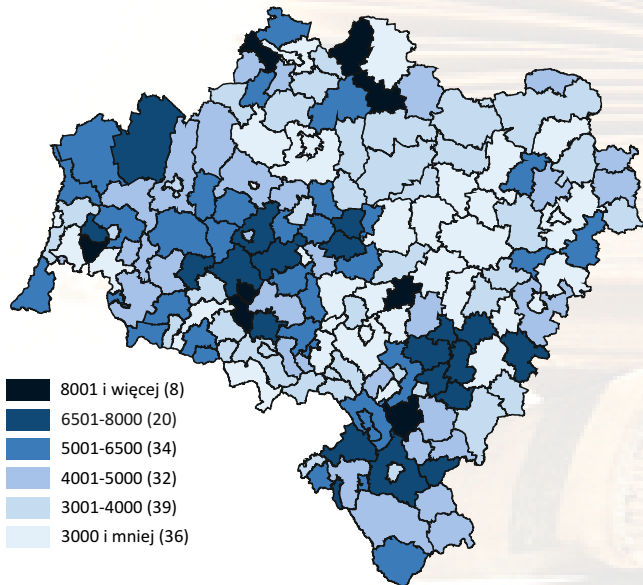 8001 i więcej (8)
6501-8000 (20)
5001-6500 (34)
4001-5000 (32)
3001-4000 (39)
3000 i mniej (36)